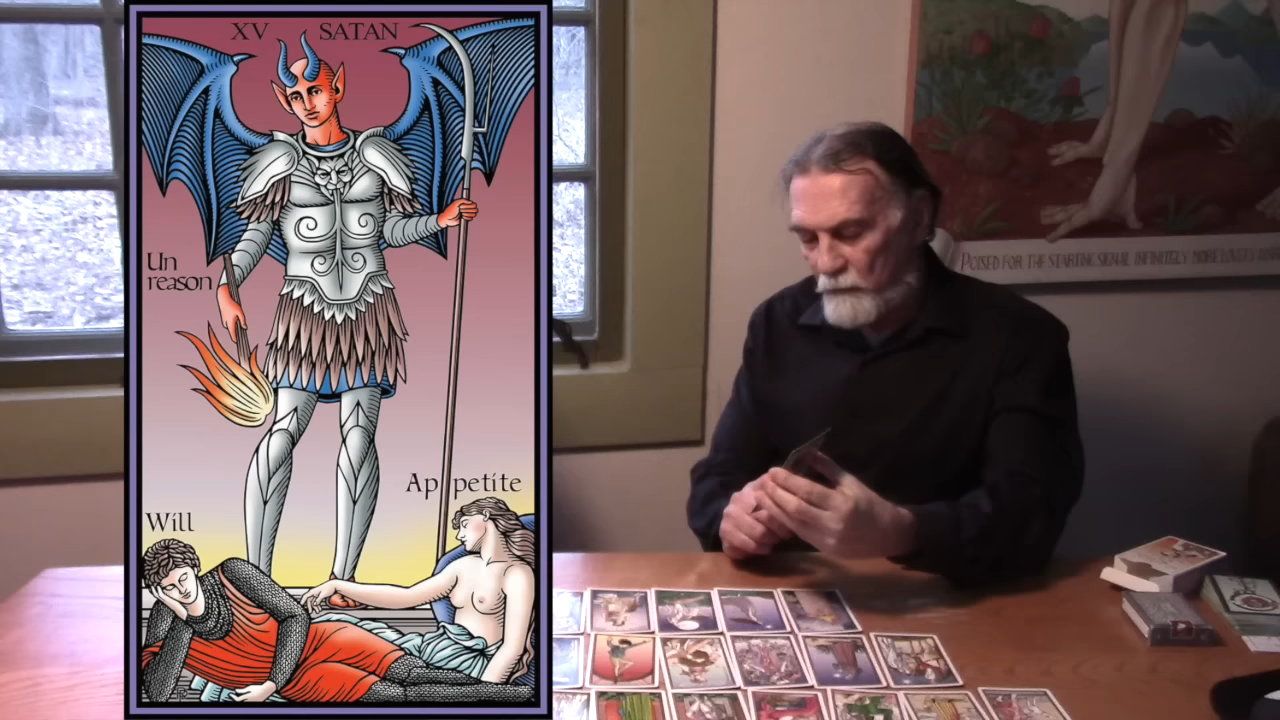 XV SATAN
Un
reason
Appetite
Will
POISED FOR THE STARTING SIGNAL INFINITELY MORE LOVELY